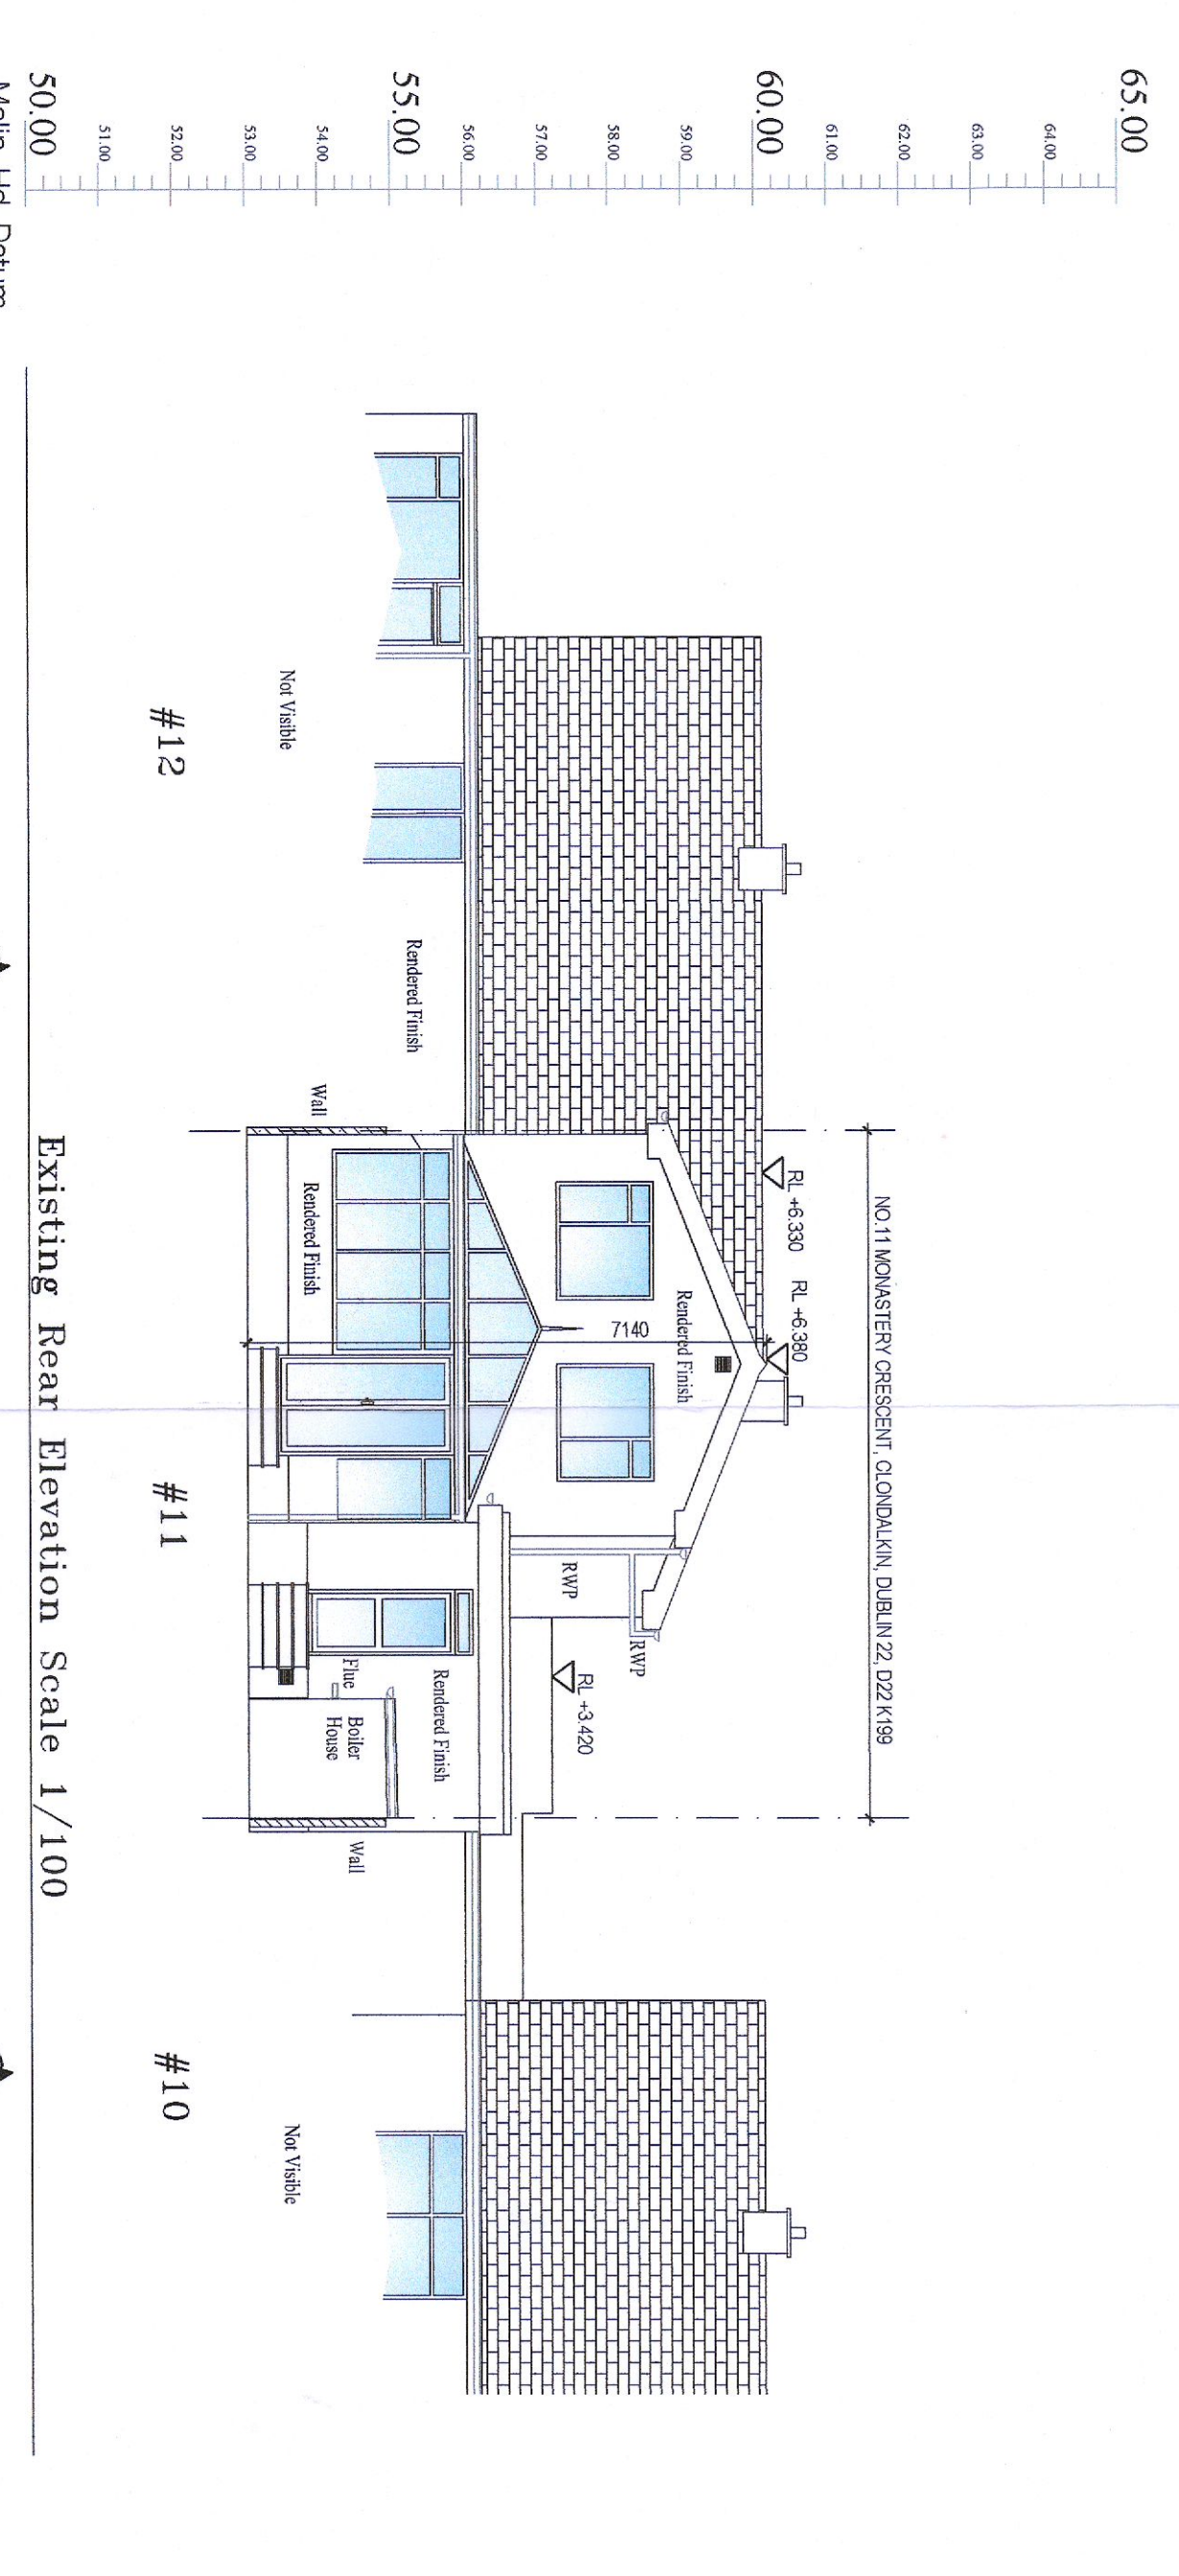 65.00
64.00
63.00
62.00
61.00
60.00
59.00
58.00
57.00
56.00
55.00
54.00
53.00
52.00
51.00
50.00
Malin Hd Datum
NO.11 MONASTERY CRESCENT, CLONDALKIN, DUBLIN 22, D22 K199
RL +6.330
RL +6.380
Rendered Finish
7140
RWP
RWP
RL +3.420
Rendered Finish
Rendered Finish
Wall
Rendered Finish
Flue
Boiler
House
Wall
Not Visible
Not Visible
#12
#11
#10
Existing Rear Elevation Scale 1/100